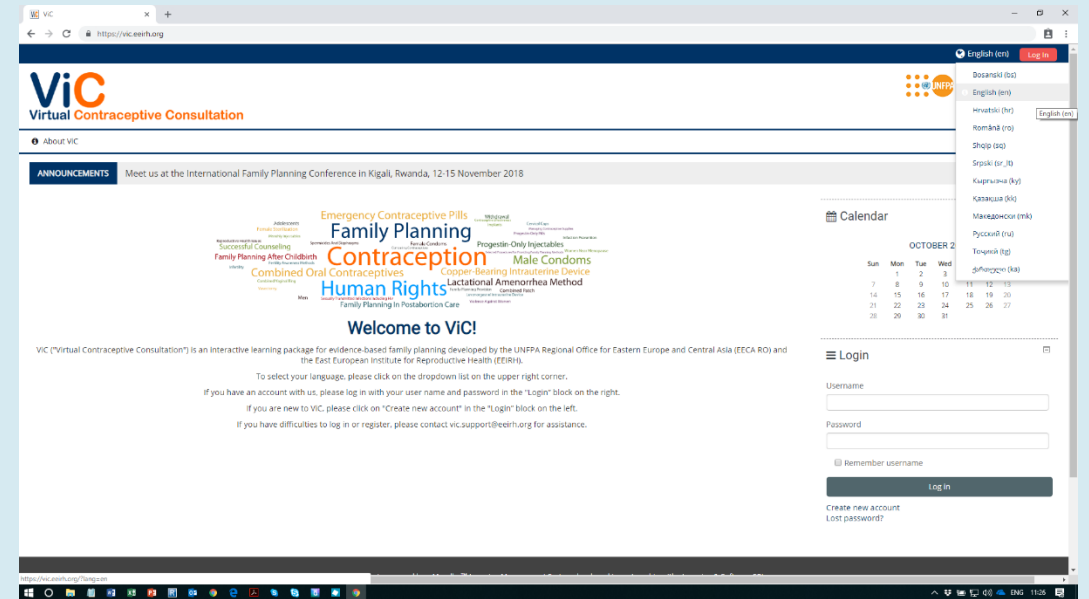 ViC
https://vic.eeirh.org
English (en)
Log In
ViC
Virtual Contraceptive Consultation
UNFPA
Bosanski (bs)
English (en)
Hrvatski (hr)
English (en)
Română (ro)
Shqip (sq)
Srpski (sr_lt)
Кыргызча (ky)
Қазақша (kk)
Македонски (mk)
Русский (ru)
Тоҷикӣ (tg)
ქართული (ka)
About ViC
ANNOUNCEMENTS
Meet us at the International Family Planning Conference in Kigali, Rwanda, 12-15 November 2018
Emergency Contraceptive Pills
Withdrawal
Adolescents
Family Planning
Successful Counseling
Progestin-Only Injectables
Family Planning After Childbirth
Contraception
Male Condoms
Combined Oral Contraceptives
Copper-Bearing Intrauterine Device
Human Rights
Lactational Amenorrhea Method
Men
Family Planning In Postabortion Care
Welcome to ViC!
ViC ("Virtual Contraceptive Consultation") is an interactive learning package for evidence-based family planning developed by the UNFPA Regional Office for Eastern Europe and Central Asia (EECA RO) and
the East European Institute for Reproductive Health (EEIRH).
To select your language, please click on the dropdown list on the upper right corner.
If you have an account with us, please log in with your user name and password in the "Login" block on the right.
If you are new to ViC, please click on "Create new account" in the "Login" block on the left.
If you have difficulties to log in or register, please contact vic.support@eeirh.org for assistance.
Calendar
OCTOBER 2
Sun Mon Tue Wed
1 2 3
7 8 9 10 11 12 13
14 15 16 17 18 19 20
21 22 23 24 25 26 27
28 29 30 31
Login
Username
Password
Remember username
Log in
Create new account
Lost password?
https://vic.eeirh.org/?lang=en
ENG 11:26